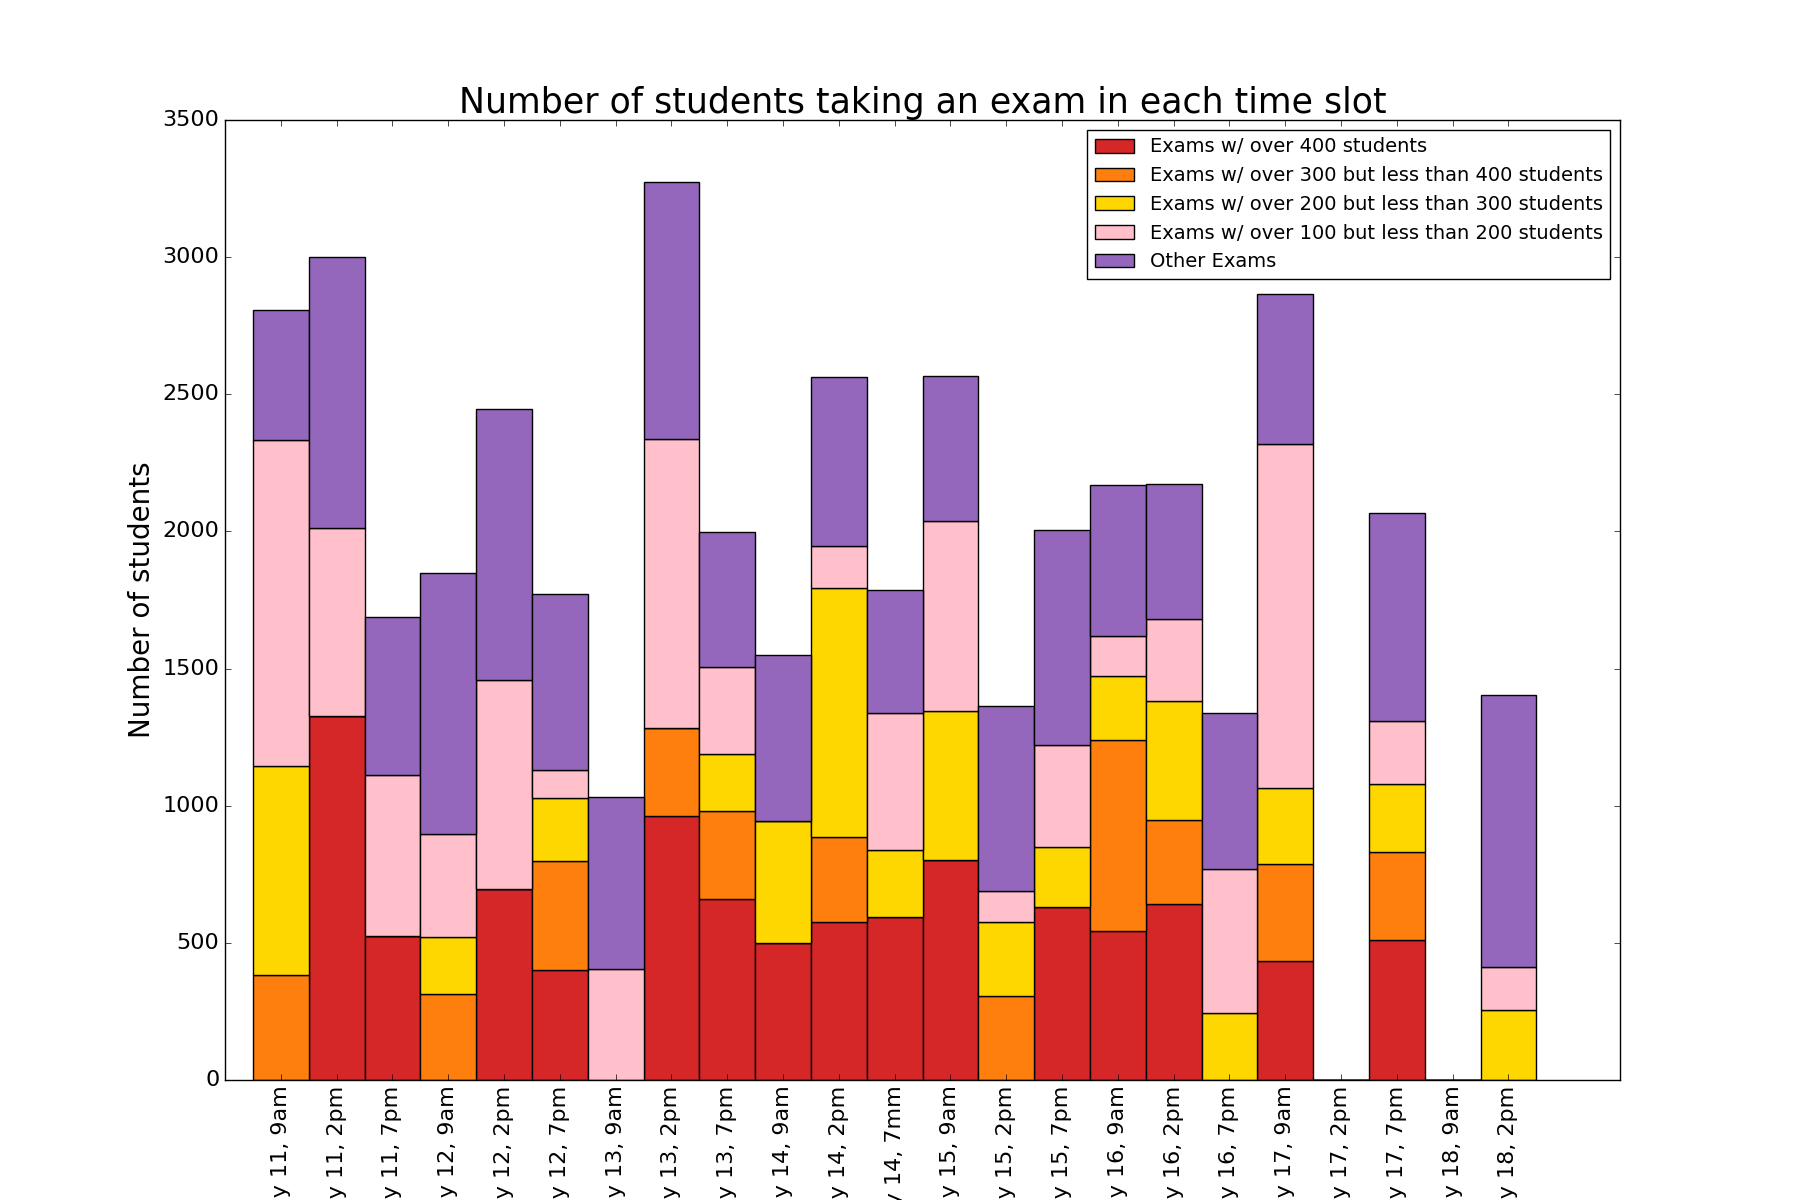 Number of students taking an exam in each time slot
3500
3000
2500
2000
1500
1000
500
0
Number of students
Exams w/ over 400 students
Exams w/ over 300 but less than 400 students
Exams w/ over 200 but less than 300 students
Exams w/ over 100 but less than 200 students
Other Exams
y 11, 9am
y 11, 2pm
y 11, 7pm
y 12, 9am
y 12, 2pm
y 12, 7pm
y 13, 9am
y 13, 2pm
y 13, 7pm
y 14, 9am
y 14, 2pm
y 14, 7mm
y 15, 9am
y 15, 2pm
y 15, 7pm
y 16, 9am
y 16, 2pm
y 16, 7pm
y 17, 9am
y 17, 2pm
y 17, 7pm
y 18, 9am
y 18, 2pm